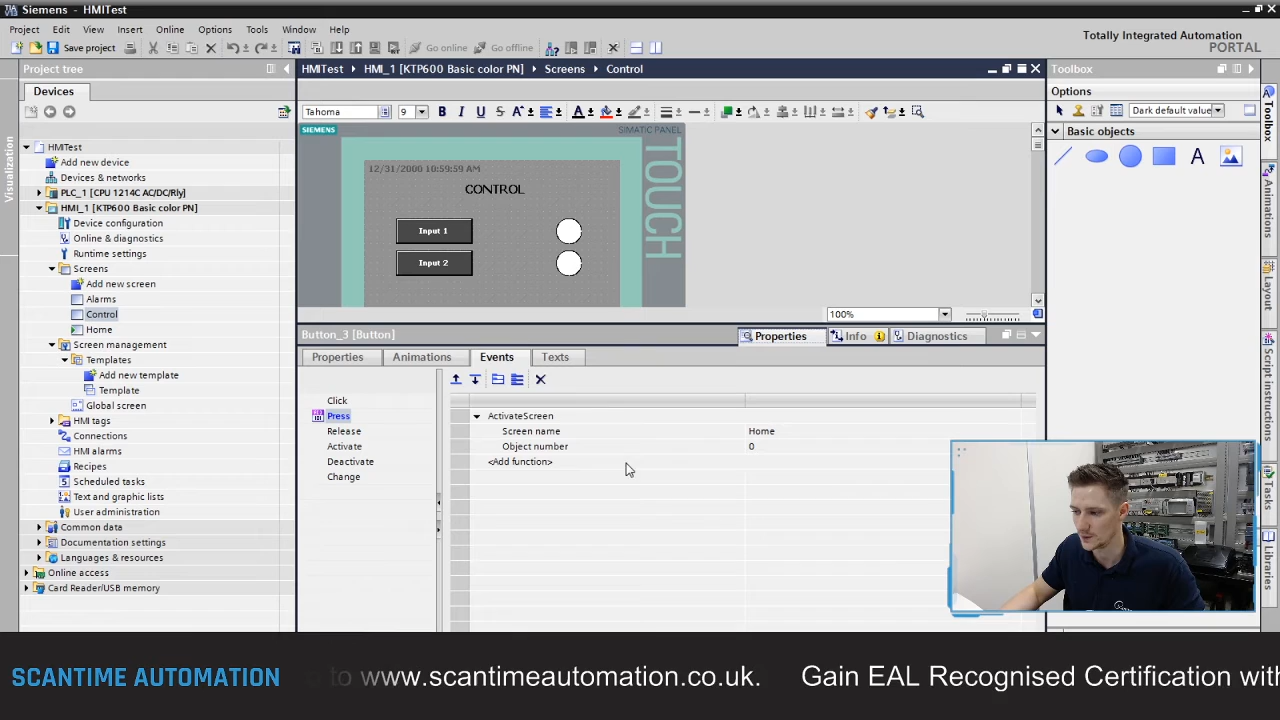 Siemens - HMITest
Project Edit View Insert Online Options Tools Window Help
Totally Integrated Automation
PORTAL
Save project Go online Go offline
Project tree
HMITest HMI_1 [KTP600 Basic color PN] Screens Control
Toolbox
Devices
Options
Tahoma 9
Dark default value
Basic objects
Visualization
HMITest
Add new device
Devices & networks
PLC_1 [CPU 1214C AC/DC/Rly]
HMI_1 [KTP600 Basic color PN]
Device configuration
Online & diagnostics
Runtime settings
Screens
Add new screen
Alarms
Control
Home
Screen management
Templates
Add new template
Template
Global screen
HMI tags
Connections
HMI alarms
Recipes
Scheduled tasks
Text and graphic lists
User administration
Common data
Documentation settings
Languages & resources
Online access
Card Reader/USB memory
SIEMENS SIMATIC PANEL
TOUCH
12/31/2000 10:59:59 AM
CONTROL
Input 1
Input 2
100%
Button_3 [Button]
Properties Info Diagnostics
Properties Animations Events Texts
Click
Press
Release
Activate
Deactivate
Change
ActivateScreen
Screen name Home
Object number 0
<Add function>
Toolbox
Animations
Layout
Script instructions
Tasks
Libraries
SCANTIME AUTOMATION
to www.scantimeautomation.co.uk. Gain EAL Recognised Certification with